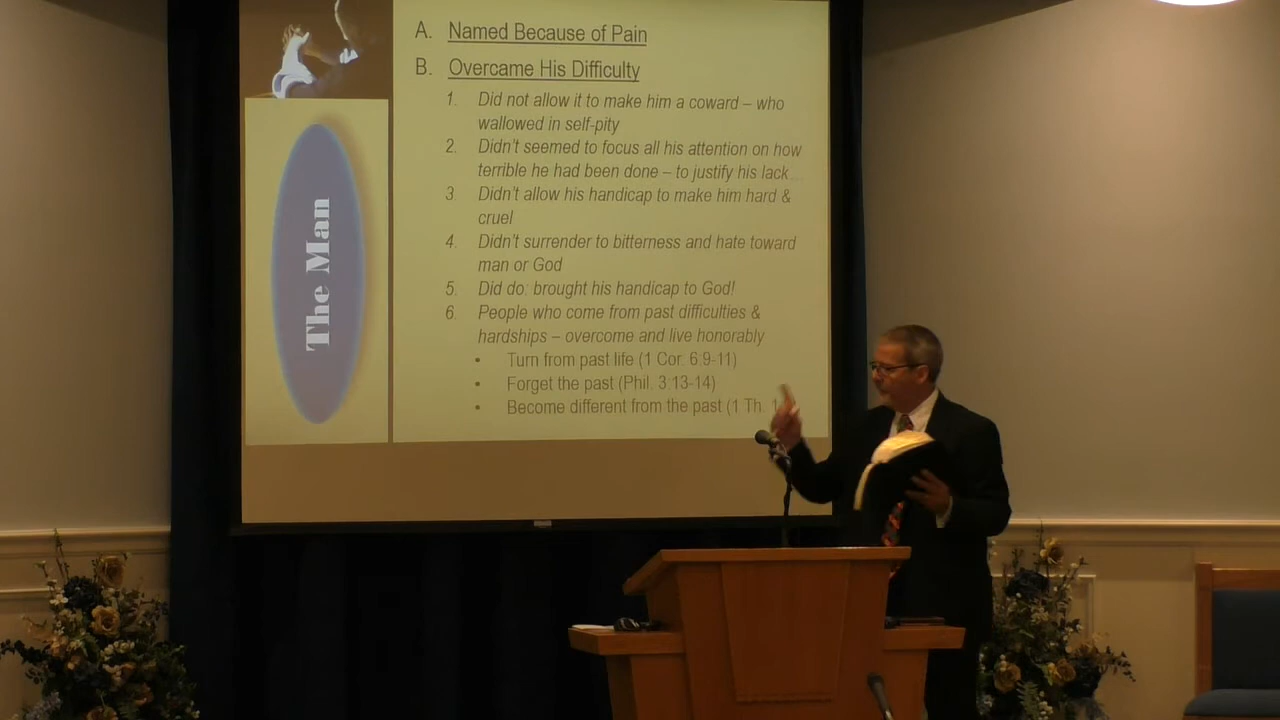 A. Named Because of Pain
B. Overcame His Difficulty
1. Did not allow it to make him a coward – who
wallowed in self-pity
2. Didn't seemed to focus all his attention on how
terrible he had been done – to justify his lack...
3 Didn't allow his handicap to make him hard &
cruel
4. Didn't surrender to bitterness and hate toward
man or God
5. Did do: brought his handicap to God!
6. People who come from past difficulties &
hardships – overcome and live honorably
• Turn from past life (1 Cor. 6:9-11)
• Forget the past (Phil. 3:13-14)
• Become different from the past (1 Th.
The Man